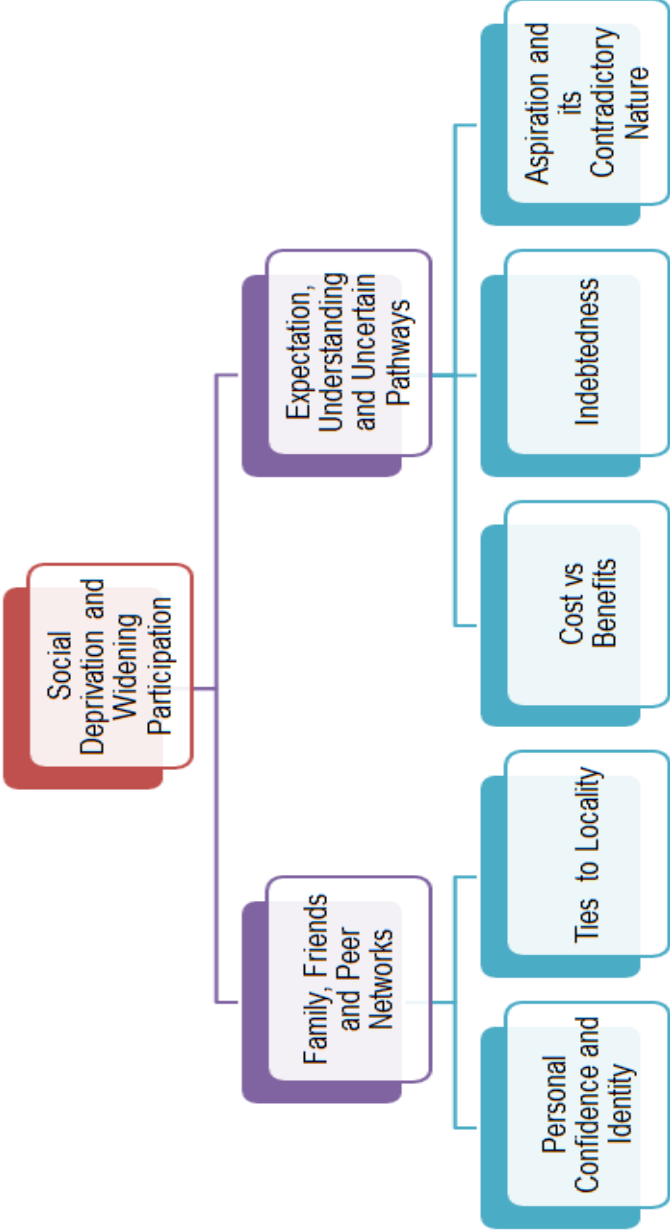 Social
Deprivation and
Widening
Participation
Family, Friends
and Peer
Networks
Expectation,
Understanding
and Uncertain
Pathways
Personal
Confidence and
Identity
Ties to Locality
Cost vs
Benefits
Indebtedness
Aspiration and
its
Contradictory
Nature